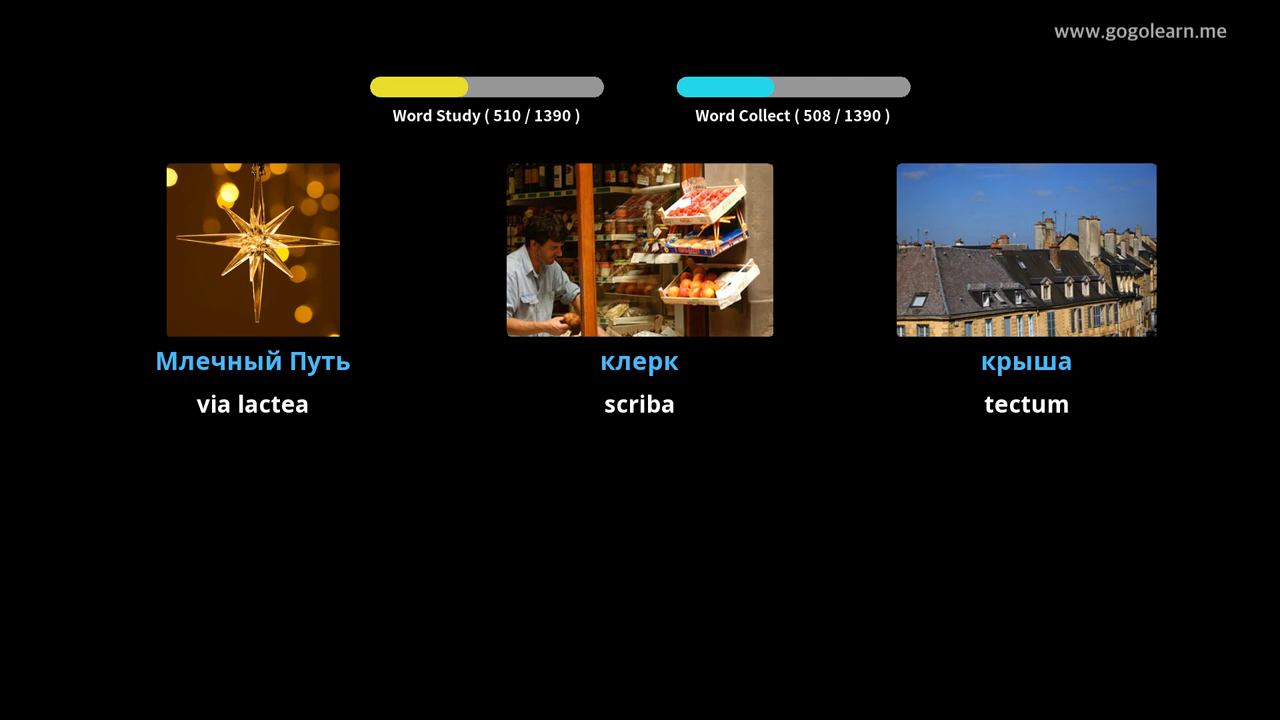 www.gogolearn.me
Word Study ( 510 / 1390 )
Word Collect ( 508 / 1390 )
Млечный Путь
via lactea
клерк
scriba
крыша
tectum